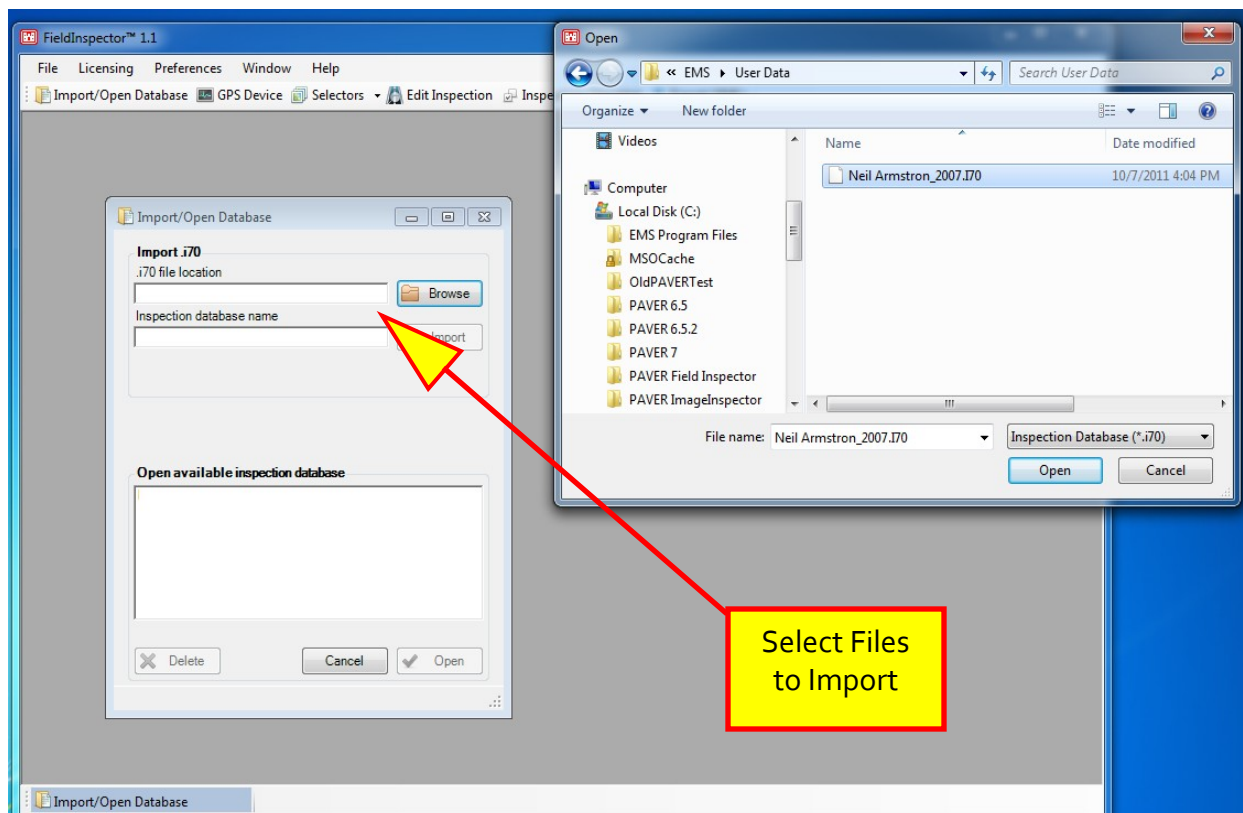 FieldInspector™ 1.1
File Licensing Preferences Window Help
Import/Open Database GPS Device Selectors Edit Inspection Inspe
Import/Open Database
Import .i70
.i70 file location
Browse
Inspection database name
Import
Open available inspection database
Delete Cancel Open
Import/Open Database
Open
« EMS User Data Search User Data
Organize New folder
Videos
Computer
Local Disk (C:)
EMS Program Files
MSOCache
OldPAVERTest
PAVER 6.5
PAVER 6.5.2
PAVER 7
PAVER Field Inspector
PAVER ImageInspector
Name Date modified
Neil Armstron_2007.I70 10/7/2011 4:04 PM
File name: Neil Armstron_2007.I70 Inspection Database (*.i70)
Open Cancel
Select Files
to Import